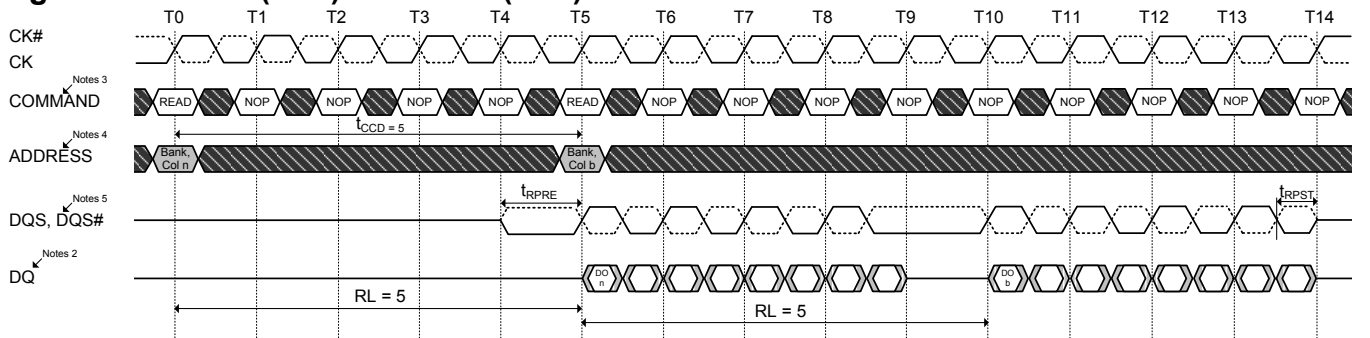 T0 T1 T2 T3 T4 T5 T6 T7 T8 T9 T10 T11 T12 T13 T14
CK#
CK
Notes 3
COMMAND READ NOP NOP NOP NOP READ NOP NOP NOP NOP NOP NOP NOP NOP NOP
tCCD = 5
Notes 4
ADDRESS Bank, Col n Bank, Col b
tRPRE tRPST
Notes 5
DQS, DQS#
Notes 2
DQ DO n DO b
RL = 5
RL = 5